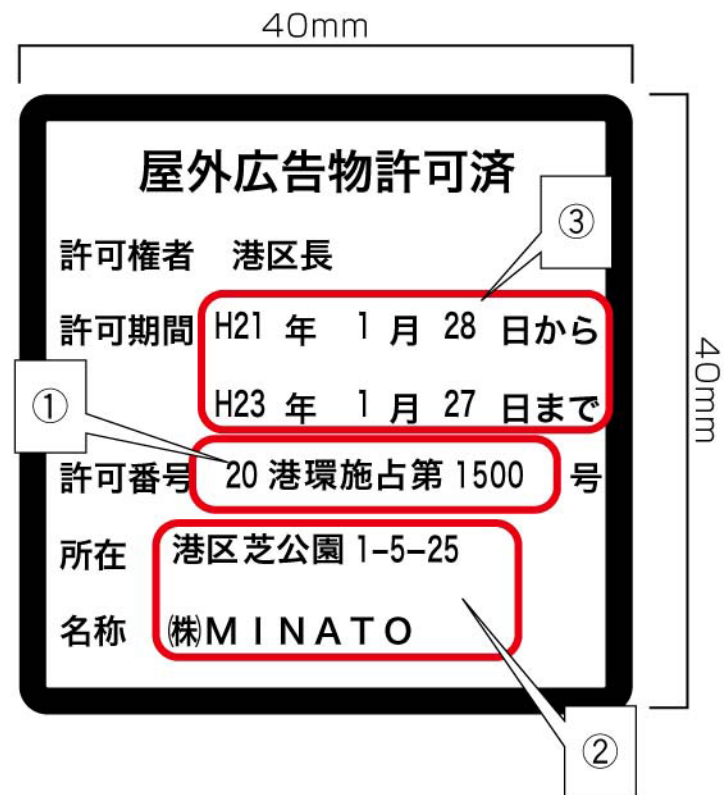 40mm
屋外広告物許可済
③
許可権者 港区長
許可期間 H21 年 1 月 28 日から
H23 年 1 月 27 日まで
40mm
①
許可番号 20 港環施占第 1500 号
所在 港区芝公園 1-5-25
名称 ㈱MINATO
②